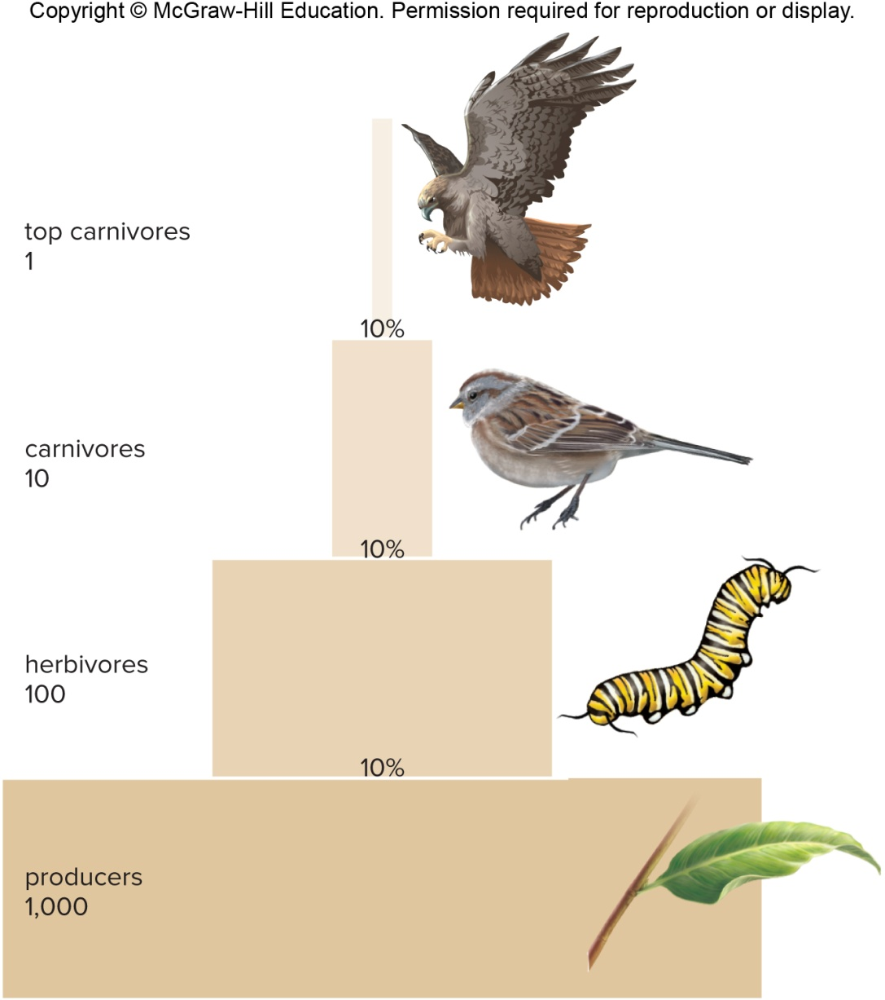 Copyright © McGraw-Hill Education. Permission required for reproduction or display.
top carnivores
1
10%
carnivores
10
10%
herbivores
100
10%
producers
1,000